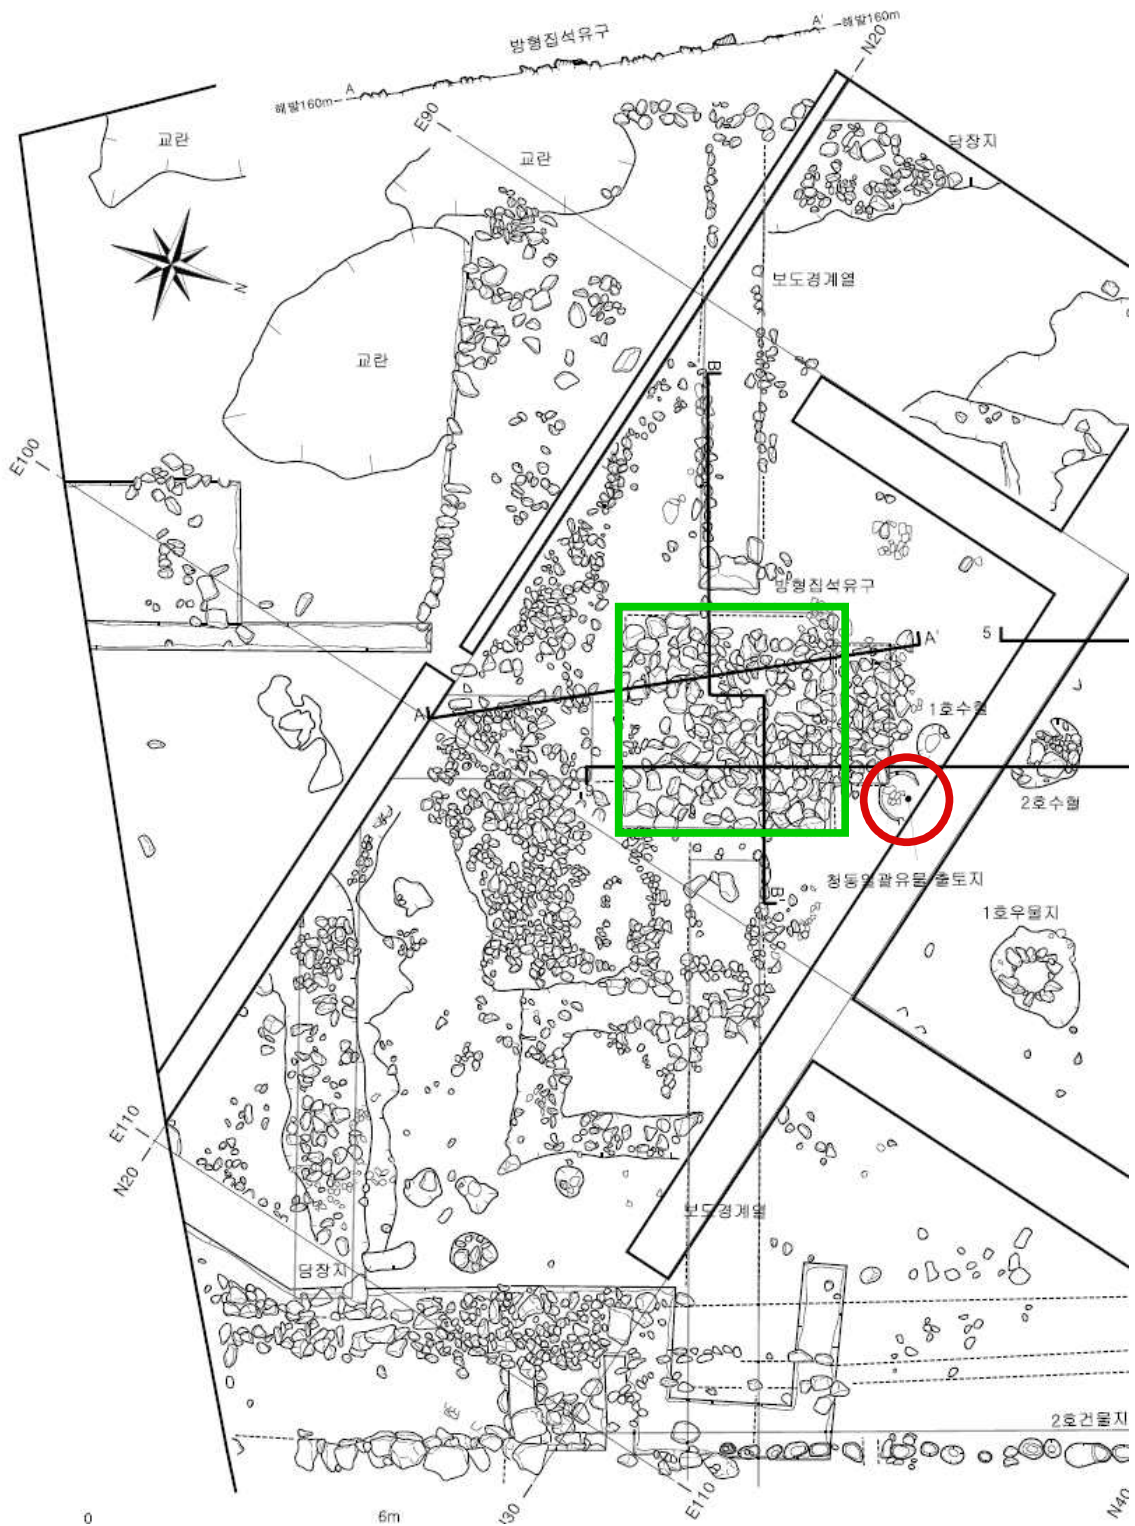 방형집석유구
A
A'
해발160m
해발160m
N20
E90
교란
교란
담장지
N
보도경계열
교란
B
E100
방형집석유구
A
A'
5
1호수혈
2호수혈
청동일괄유물 출토지
B'
1호우물지
E110
N20
보도경계열
담장지
2호건물지
0
6m
E110
N40